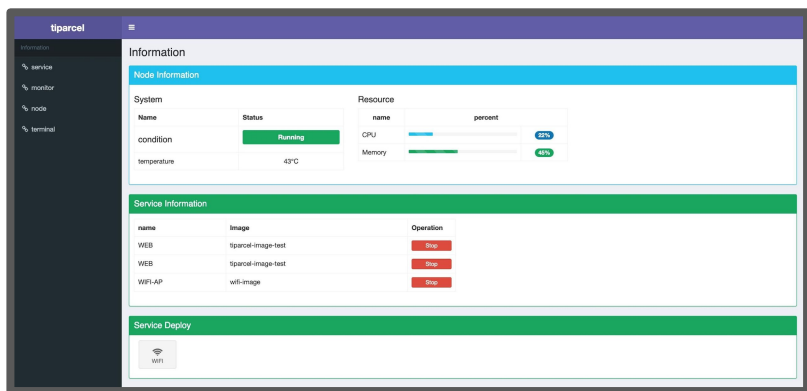 tiparcel
Information
service
monitor
node
terminal
Information
Node Information
System
Name Status
condition Running
temperature 43°C
Resource
name percent
CPU 22%
Memory 45%
Service Information
name Image Operation
WEB tiparcel-image-test Stop
WEB tiparcel-image-test Stop
WIFI-AP wifi-image Stop
Service Deploy
WIFI